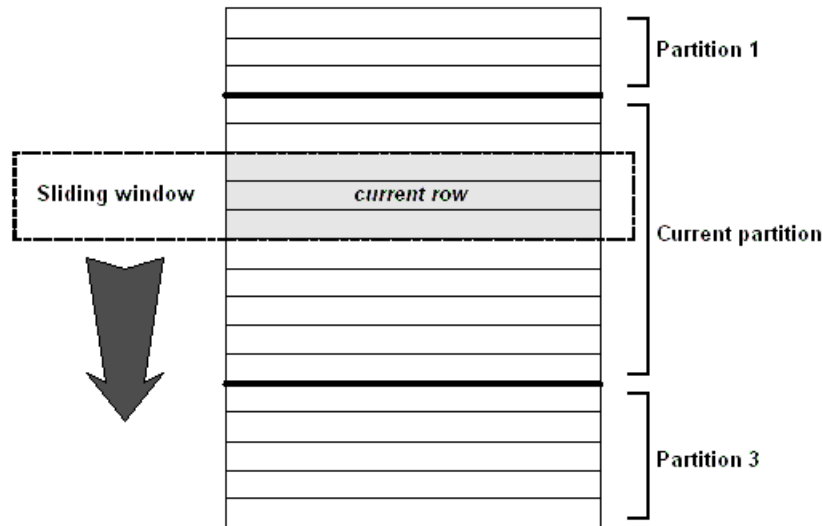 Partition 1
Sliding window
current row
Current partition
Partition 3